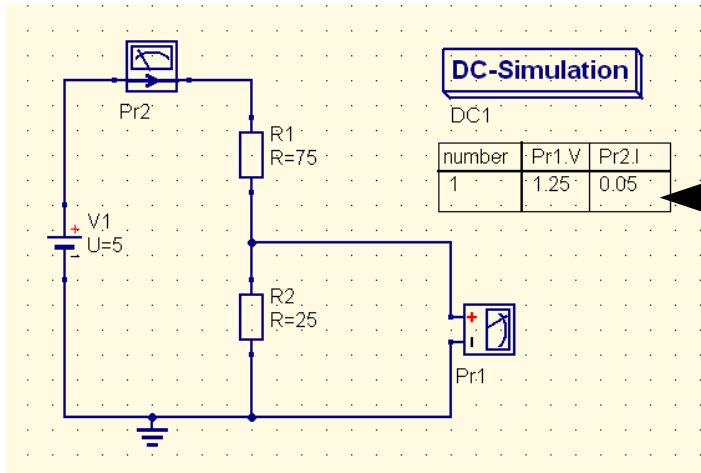 Pr2
DC-Simulation
DC1
R1
R=75
number Pr1.V Pr2.I
1 1.25 0.05
V1
U=5
R2
R=25
Pr1